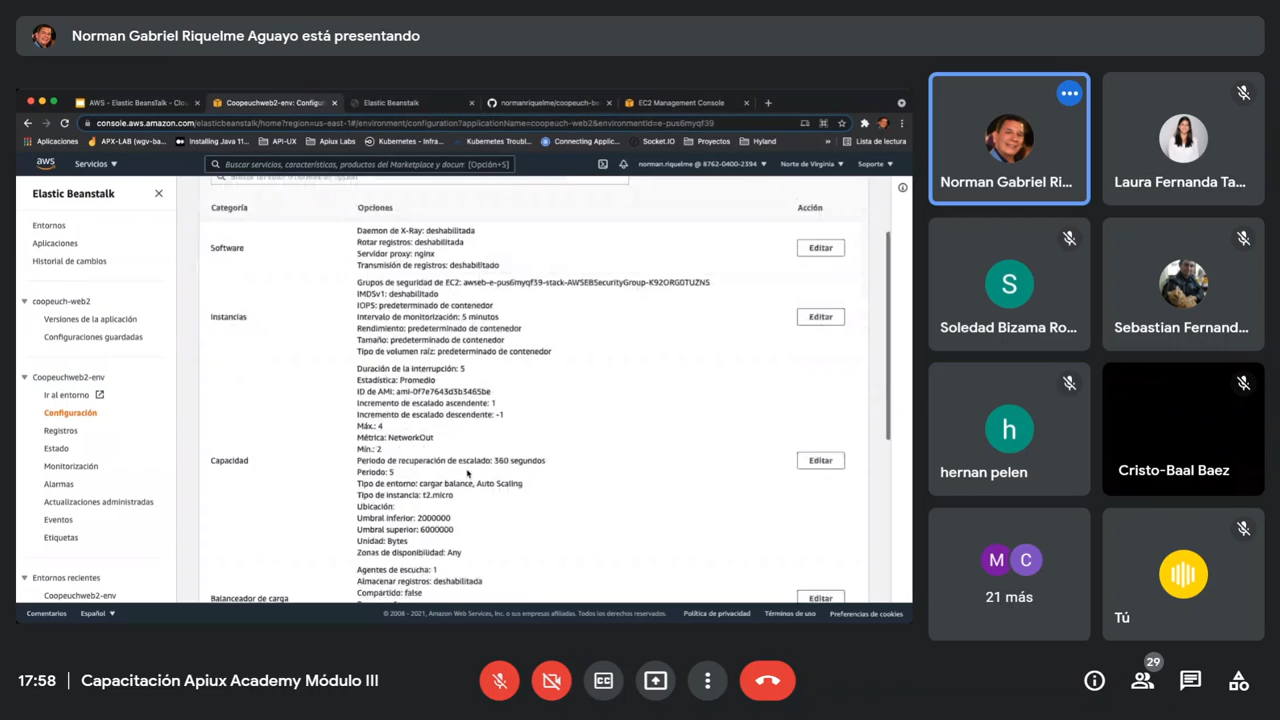 Norman Gabriel Riquelme Aguayo está presentando
AWS - Elastic BeansTalk - Clou
Coopeuchweb2-env: Configura
Elastic Beanstalk
normanriquelme/coopeuch-be
EC2 Management Console
console.aws.amazon.com/elasticbeanstalk/home?region=us-east-1#/environment/configuration?applicationName=coopeuch-web2&environmentId=e-pus6myqf39
Aplicaciones
APX-LAB (wgv-ba...
Installing Java 11...
API-UX
Apiux Labs
Kubernetes - Infra...
Kubernetes Troubl...
Connecting Applic...
Socket.IO
Proyectos
Hyland
»
Lista de lectura
aws
Servicios
Buscar servicios, características, productos del Marketplace y docum
[Opción+S]
norman.riquelme @ 8762-0400-2394
Norte de Virginia
Soporte
Elastic Beanstalk
Entornos
Aplicaciones
Historial de cambios
coopeuch-web2
Versiones de la aplicación
Configuraciones guardadas
Coopeuchweb2-env
Ir al entorno
Configuración
Registros
Estado
Monitorización
Alarmas
Actualizaciones administradas
Eventos
Etiquetas
Entornos recientes
Coopeuchweb2-env
Categoría
Opciones
Acción
Software
Daemon de X-Ray: deshabilitada
Rotar registros: deshabilitada
Servidor proxy: nginx
Transmisión de registros: deshabilitado
Editar
Instancias
Grupos de seguridad de EC2: awseb-e-pus6myqf39-stack-AWSEBSecurityGroup-K92ORG0TUZNS
IMDSv1: deshabilitado
IOPS: predeterminado de contenedor
Intervalo de monitorización: 5 minutos
Rendimiento: predeterminado de contenedor
Tamaño: predeterminado de contenedor
Tipo de volumen raíz: predeterminado de contenedor
Editar
Capacidad
Duración de la interrupción: 5
Estadística: Promedio
ID de AMI: ami-0f7e7643d3b3465be
Incremento de escalado ascendente: 1
Incremento de escalado descendente: -1
Máx.: 4
Métrica: NetworkOut
Mín.: 2
Periodo de recuperación de escalado: 360 segundos
Periodo: 5
Tipo de entorno: cargar balance, Auto Scaling
Tipo de instancia: t2.micro
Ubicación:
Umbral inferior: 2000000
Umbral superior: 6000000
Unidad: Bytes
Zonas de disponibilidad: Any
Editar
Balanceador de carga
Agentes de escucha: 1
Almacenar registros: deshabilitada
Compartido: false
Editar
Comentarios
Español
© 2008 - 2021, Amazon Web Services, Inc. o sus empresas afiliadas. Todos los derechos reservados.
Política de privacidad
Términos de uso
Preferencias de cookies
Norman Gabriel Ri...
Laura Fernanda Ta...
S
Soledad Bizama Ro...
Sebastian Fernand...
h
hernan pelen
Cristo-Baal Baez
M
C
21 más
Tú
17:58
Capacitación Apiux Academy Módulo III
29